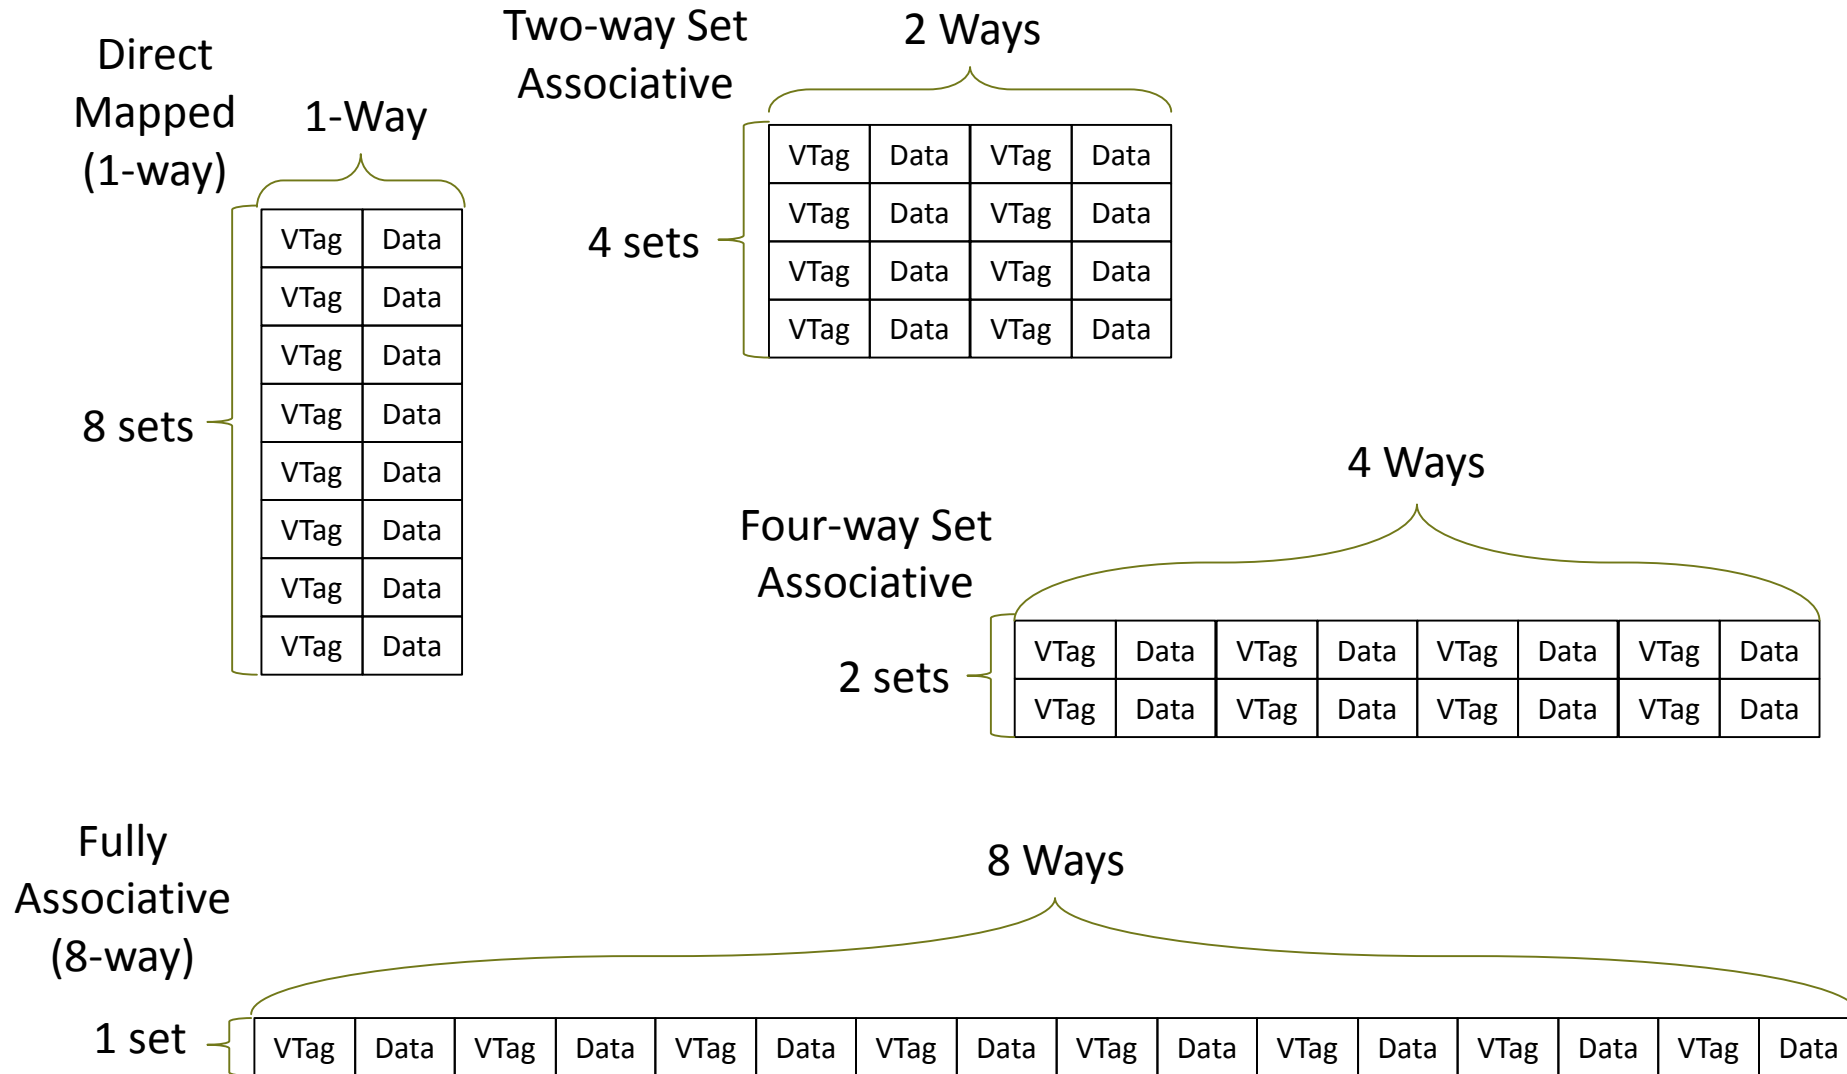 Direct
Mapped
(1-way)
1-Way
8 sets
VTag Data
VTag Data
VTag Data
VTag Data
VTag Data
VTag Data
VTag Data
VTag Data
Two-way Set
Associative
2 Ways
4 sets
VTag Data VTag Data
VTag Data VTag Data
VTag Data VTag Data
VTag Data VTag Data
Four-way Set
Associative
4 Ways
2 sets
VTag Data VTag Data VTag Data VTag Data
VTag Data VTag Data VTag Data VTag Data
Fully
Associative
(8-way)
8 Ways
1 set
VTag Data VTag Data VTag Data VTag Data VTag Data VTag Data VTag Data VTag Data